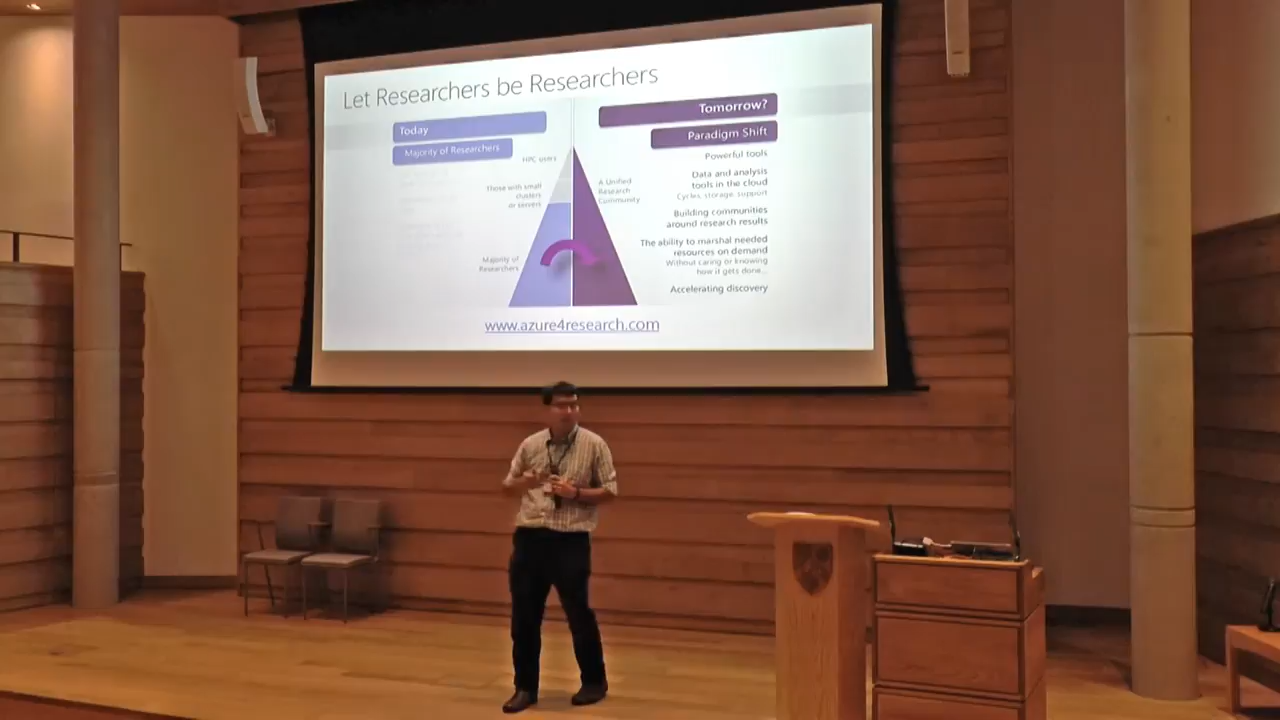 Let Researchers be Researchers
Today
Majority of Researchers
HPC users
Those with small
clusters
or servers
Majority of
Researchers
A Unified
Research
Community
Tomorrow?
Paradigm Shift
Powerful tools
Data and analysis
tools in the cloud
Cycles, storage, support
Building communities
around research results
The ability to marshal needed
resources on demand
Without caring or knowing
how it gets done...
Accelerating discovery
www.azure4research.com